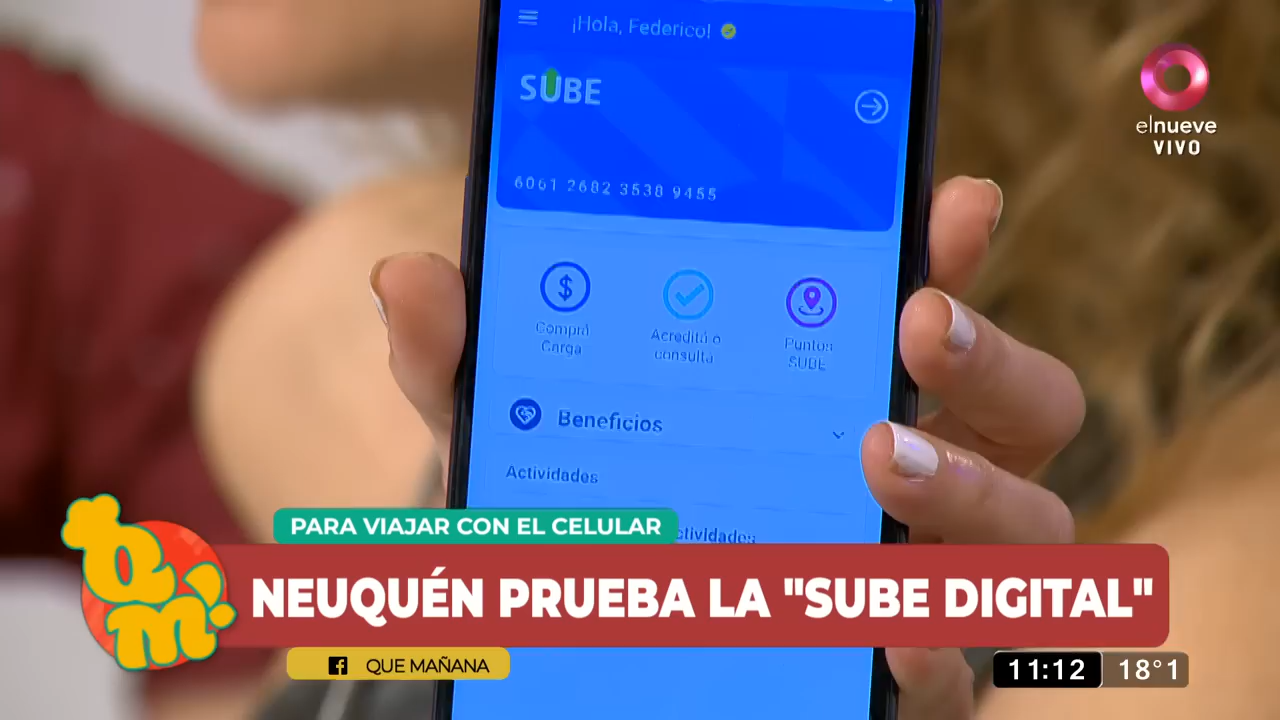 ¡Hola, Federico!
SUBE
6061 2682 3538 9455
Comprá
Carga
Acreditá o
consulta
Puntos
SUBE
Beneficios
Actividades
ctividades
elnueve
VIVO
PARA VIAJAR CON EL CELULAR
Q m!
NEUQUÉN PRUEBA LA "SUBE DIGITAL"
QUE MAÑANA
11:12 18°1